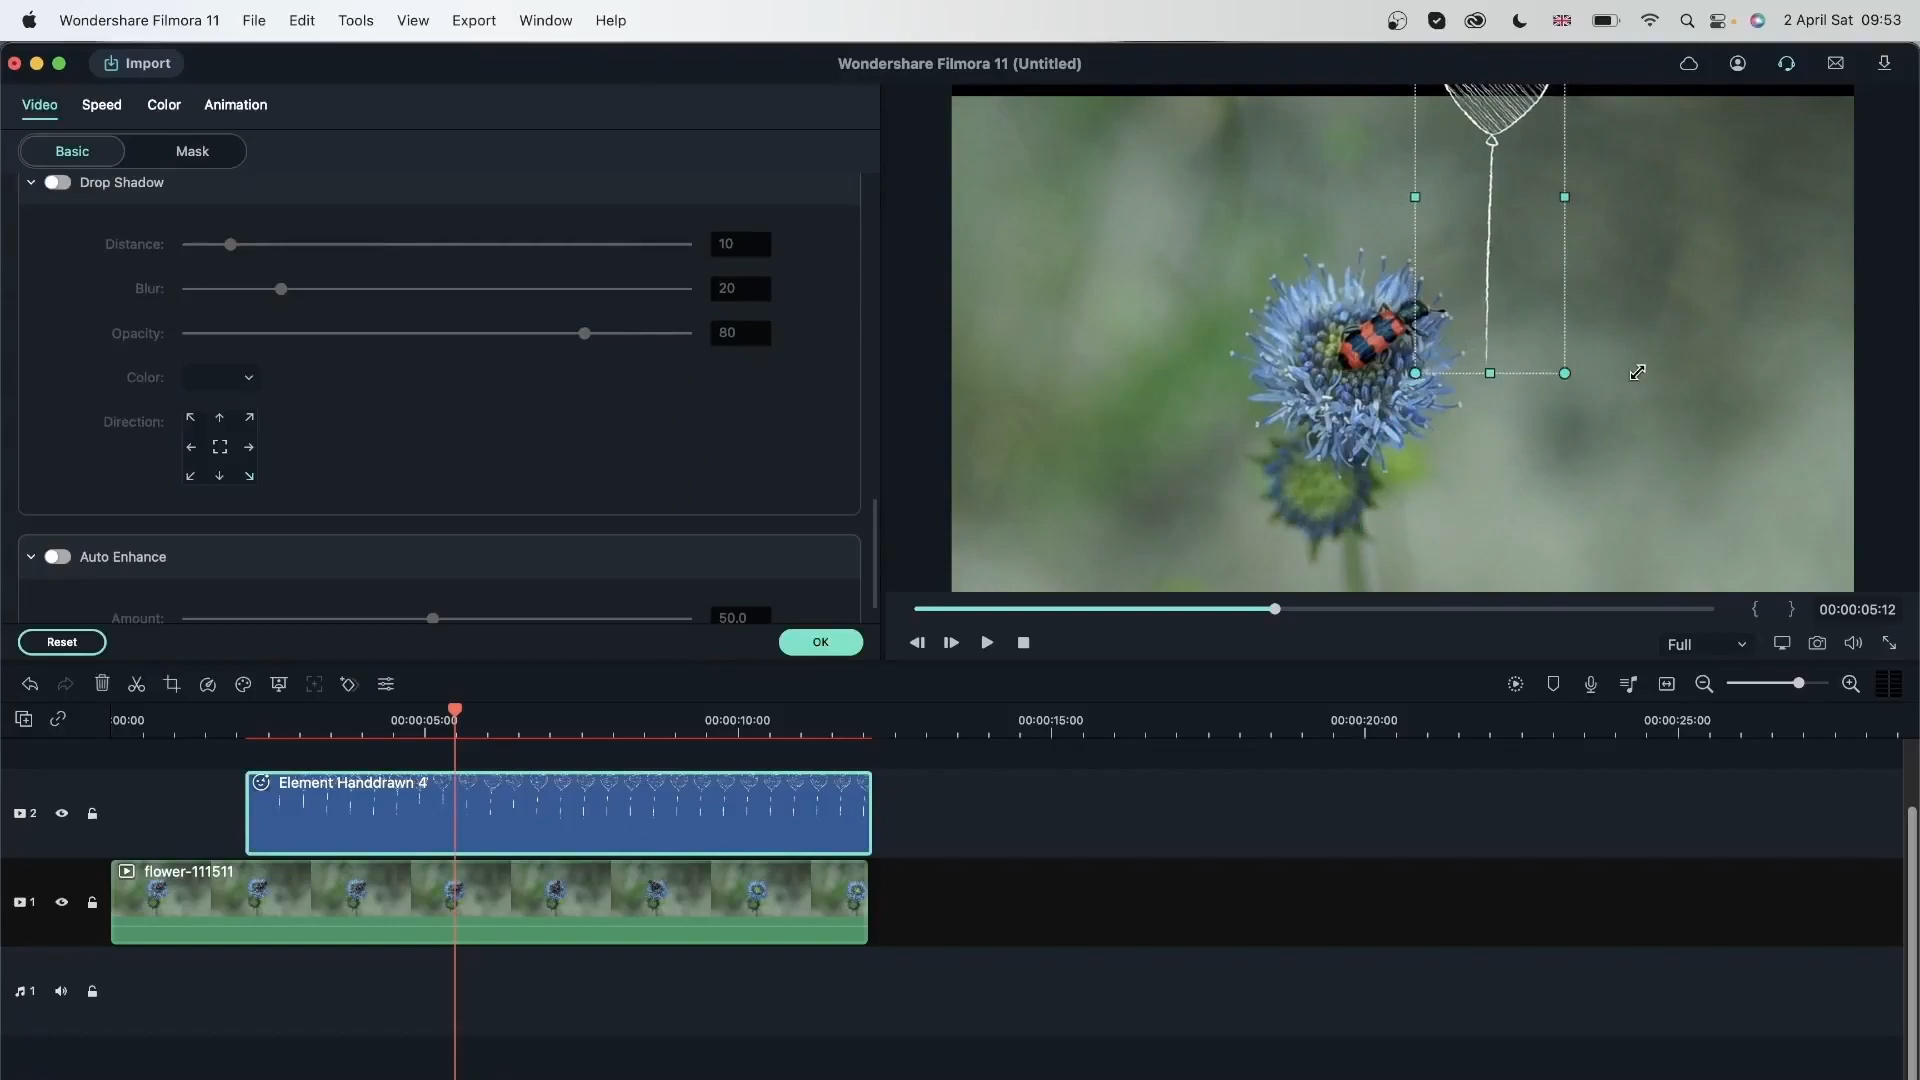 Wondershare Filmora 11 File Edit Tools View Export Window Help 2 April Sat 09:53
Import Wondershare Filmora 11 (Untitled)
Video Speed Color Animation
Basic Mask
Drop Shadow
Distance: 10
Blur: 20
Opacity: 80
Color:
Direction:
Auto Enhance
Amount: 50.0
Reset OK
{ } 00:00:05:12
Full
:00:00 00:00:05:00 00:00:10:00 00:00:15:00 00:00:20:00 00:00:25:00
Element Handdrawn 4
2
flower-111511
1
1